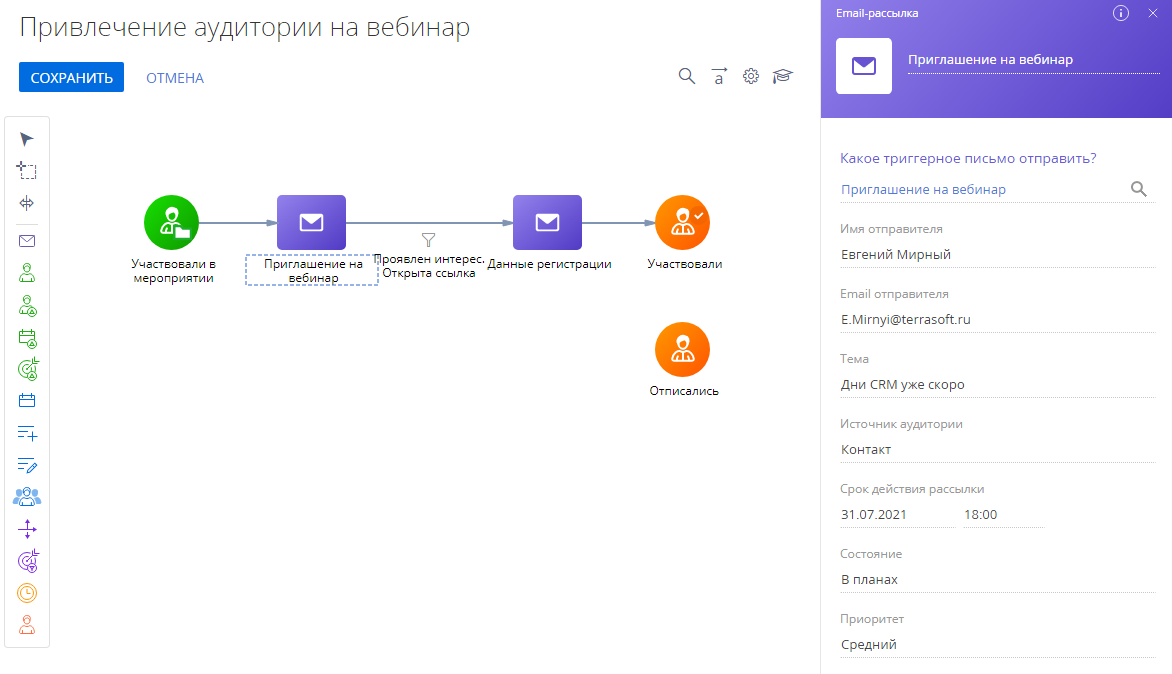 Привлечение аудитории на вебинар
СОХРАНИТЬ
ОТМЕНА
a
Участвовали в
мероприятии
Приглашение на
вебинар
Проявлен интерес.
Открыта ссылка
Данные регистрации
Участвовали
Отписались
Email-рассылка
Приглашение на вебинар
Какое триггерное письмо отправить?
Приглашение на вебинар
Имя отправителя
Евгений Мирный
Email отправителя
E.Mirnyi@terrasoft.ru
Тема
Дни CRM уже скоро
Источник аудитории
Контакт
Срок действия рассылки
31.07.2021 18:00
Состояние
В планах
Приоритет
Средний